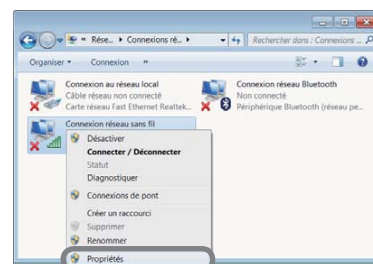 « Rése... ▸ Connexions ré... ▸
Rechercher dans : Connexions ...
Organiser ▾ Connexion »
Connexion au réseau local
Câble réseau non connecté
Carte réseau Fast Ethernet Realtek...
Connexion réseau Bluetooth
Non connecté
Périphérique Bluetooth (réseau pe...
Connexion réseau sans fil
Désactiver
Connecter / Déconnecter
Statut
Diagnostiquer
Connexions de pont
Créer un raccourci
Supprimer
Renommer
Propriétés